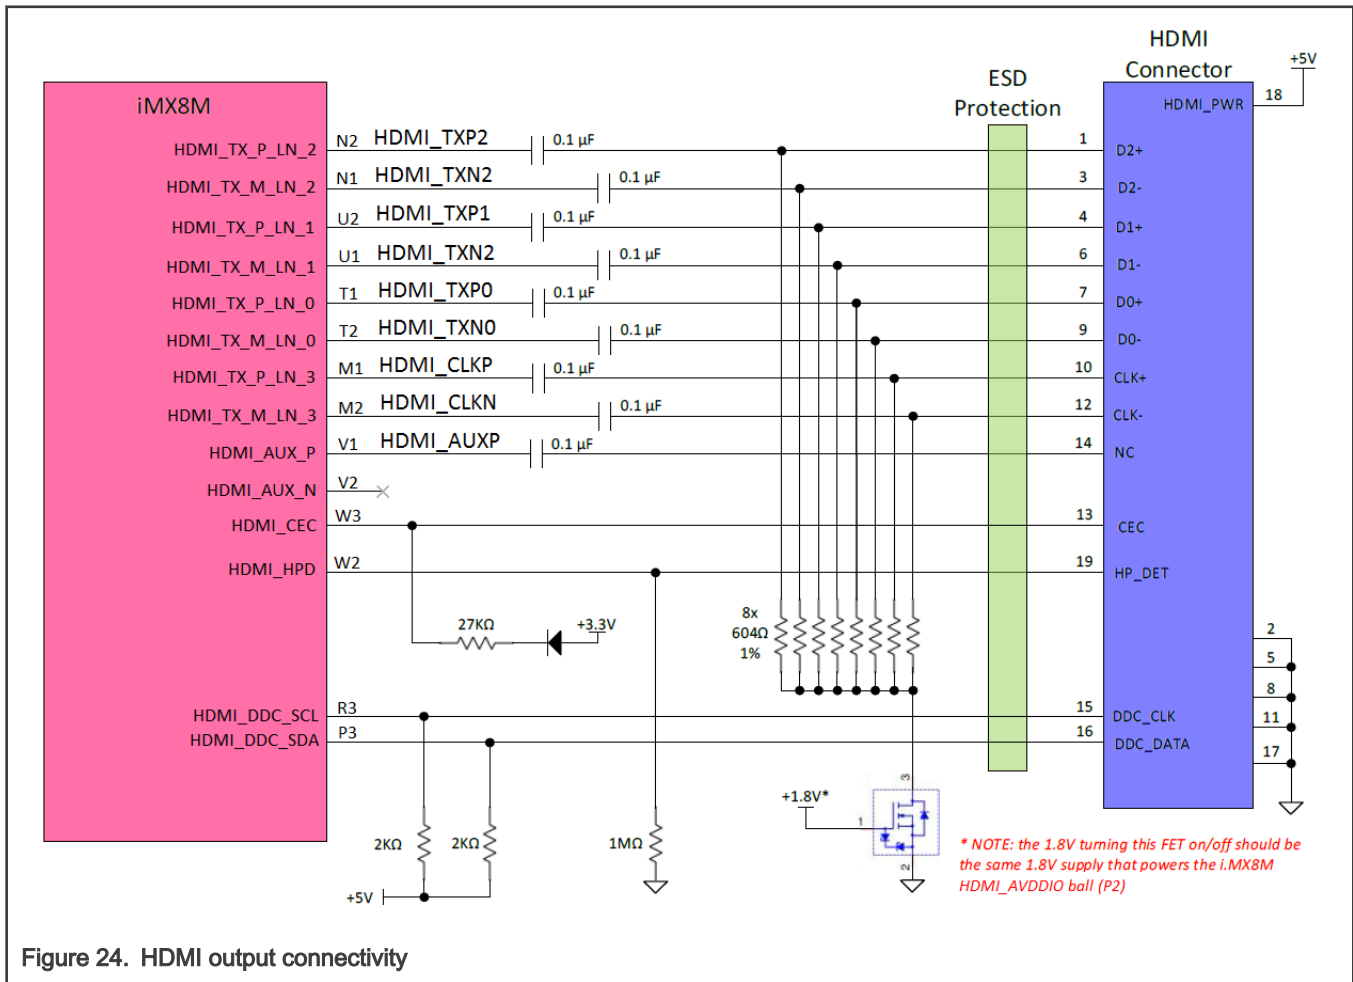 HDMI
Connector
+5V
ESD
Protection
iMX8M
HDMI_PWR
18
HDMI_TX_P_LN_2
N2
HDMI_TXP2
0.1 µF
1
D2+
HDMI_TX_M_LN_2
N1
HDMI_TXN2
0.1 µF
3
D2-
HDMI_TX_P_LN_1
U2
HDMI_TXP1
0.1 µF
4
D1+
HDMI_TX_M_LN_1
U1
HDMI_TXN2
0.1 µF
6
D1-
HDMI_TX_P_LN_0
T1
HDMI_TXP0
0.1 µF
7
D0+
HDMI_TX_M_LN_0
T2
HDMI_TXN0
0.1 µF
9
D0-
HDMI_TX_P_LN_3
M1
HDMI_CLKP
0.1 µF
10
CLK+
HDMI_TX_M_LN_3
M2
HDMI_CLKN
0.1 µF
12
CLK-
HDMI_AUX_P
V1
HDMI_AUXP
0.1 µF
14
NC
HDMI_AUX_N
V2
HDMI_CEC
W3
13
CEC
HDMI_HPD
W2
19
HP_DET
27KΩ
+3.3V
8x
604Ω
1%
2
5
8
11
17
HDMI_DDC_SCL
R3
15
DDC_CLK
HDMI_DDC_SDA
P3
16
DDC_DATA
3
+1.8V*
1
2
2KΩ
2KΩ
1MΩ
+5V
* NOTE: the 1.8V turning this FET on/off should be
the same 1.8V supply that powers the i.MX8M
HDMI_AVDDIO ball (P2)
Figure 24. HDMI output connectivity